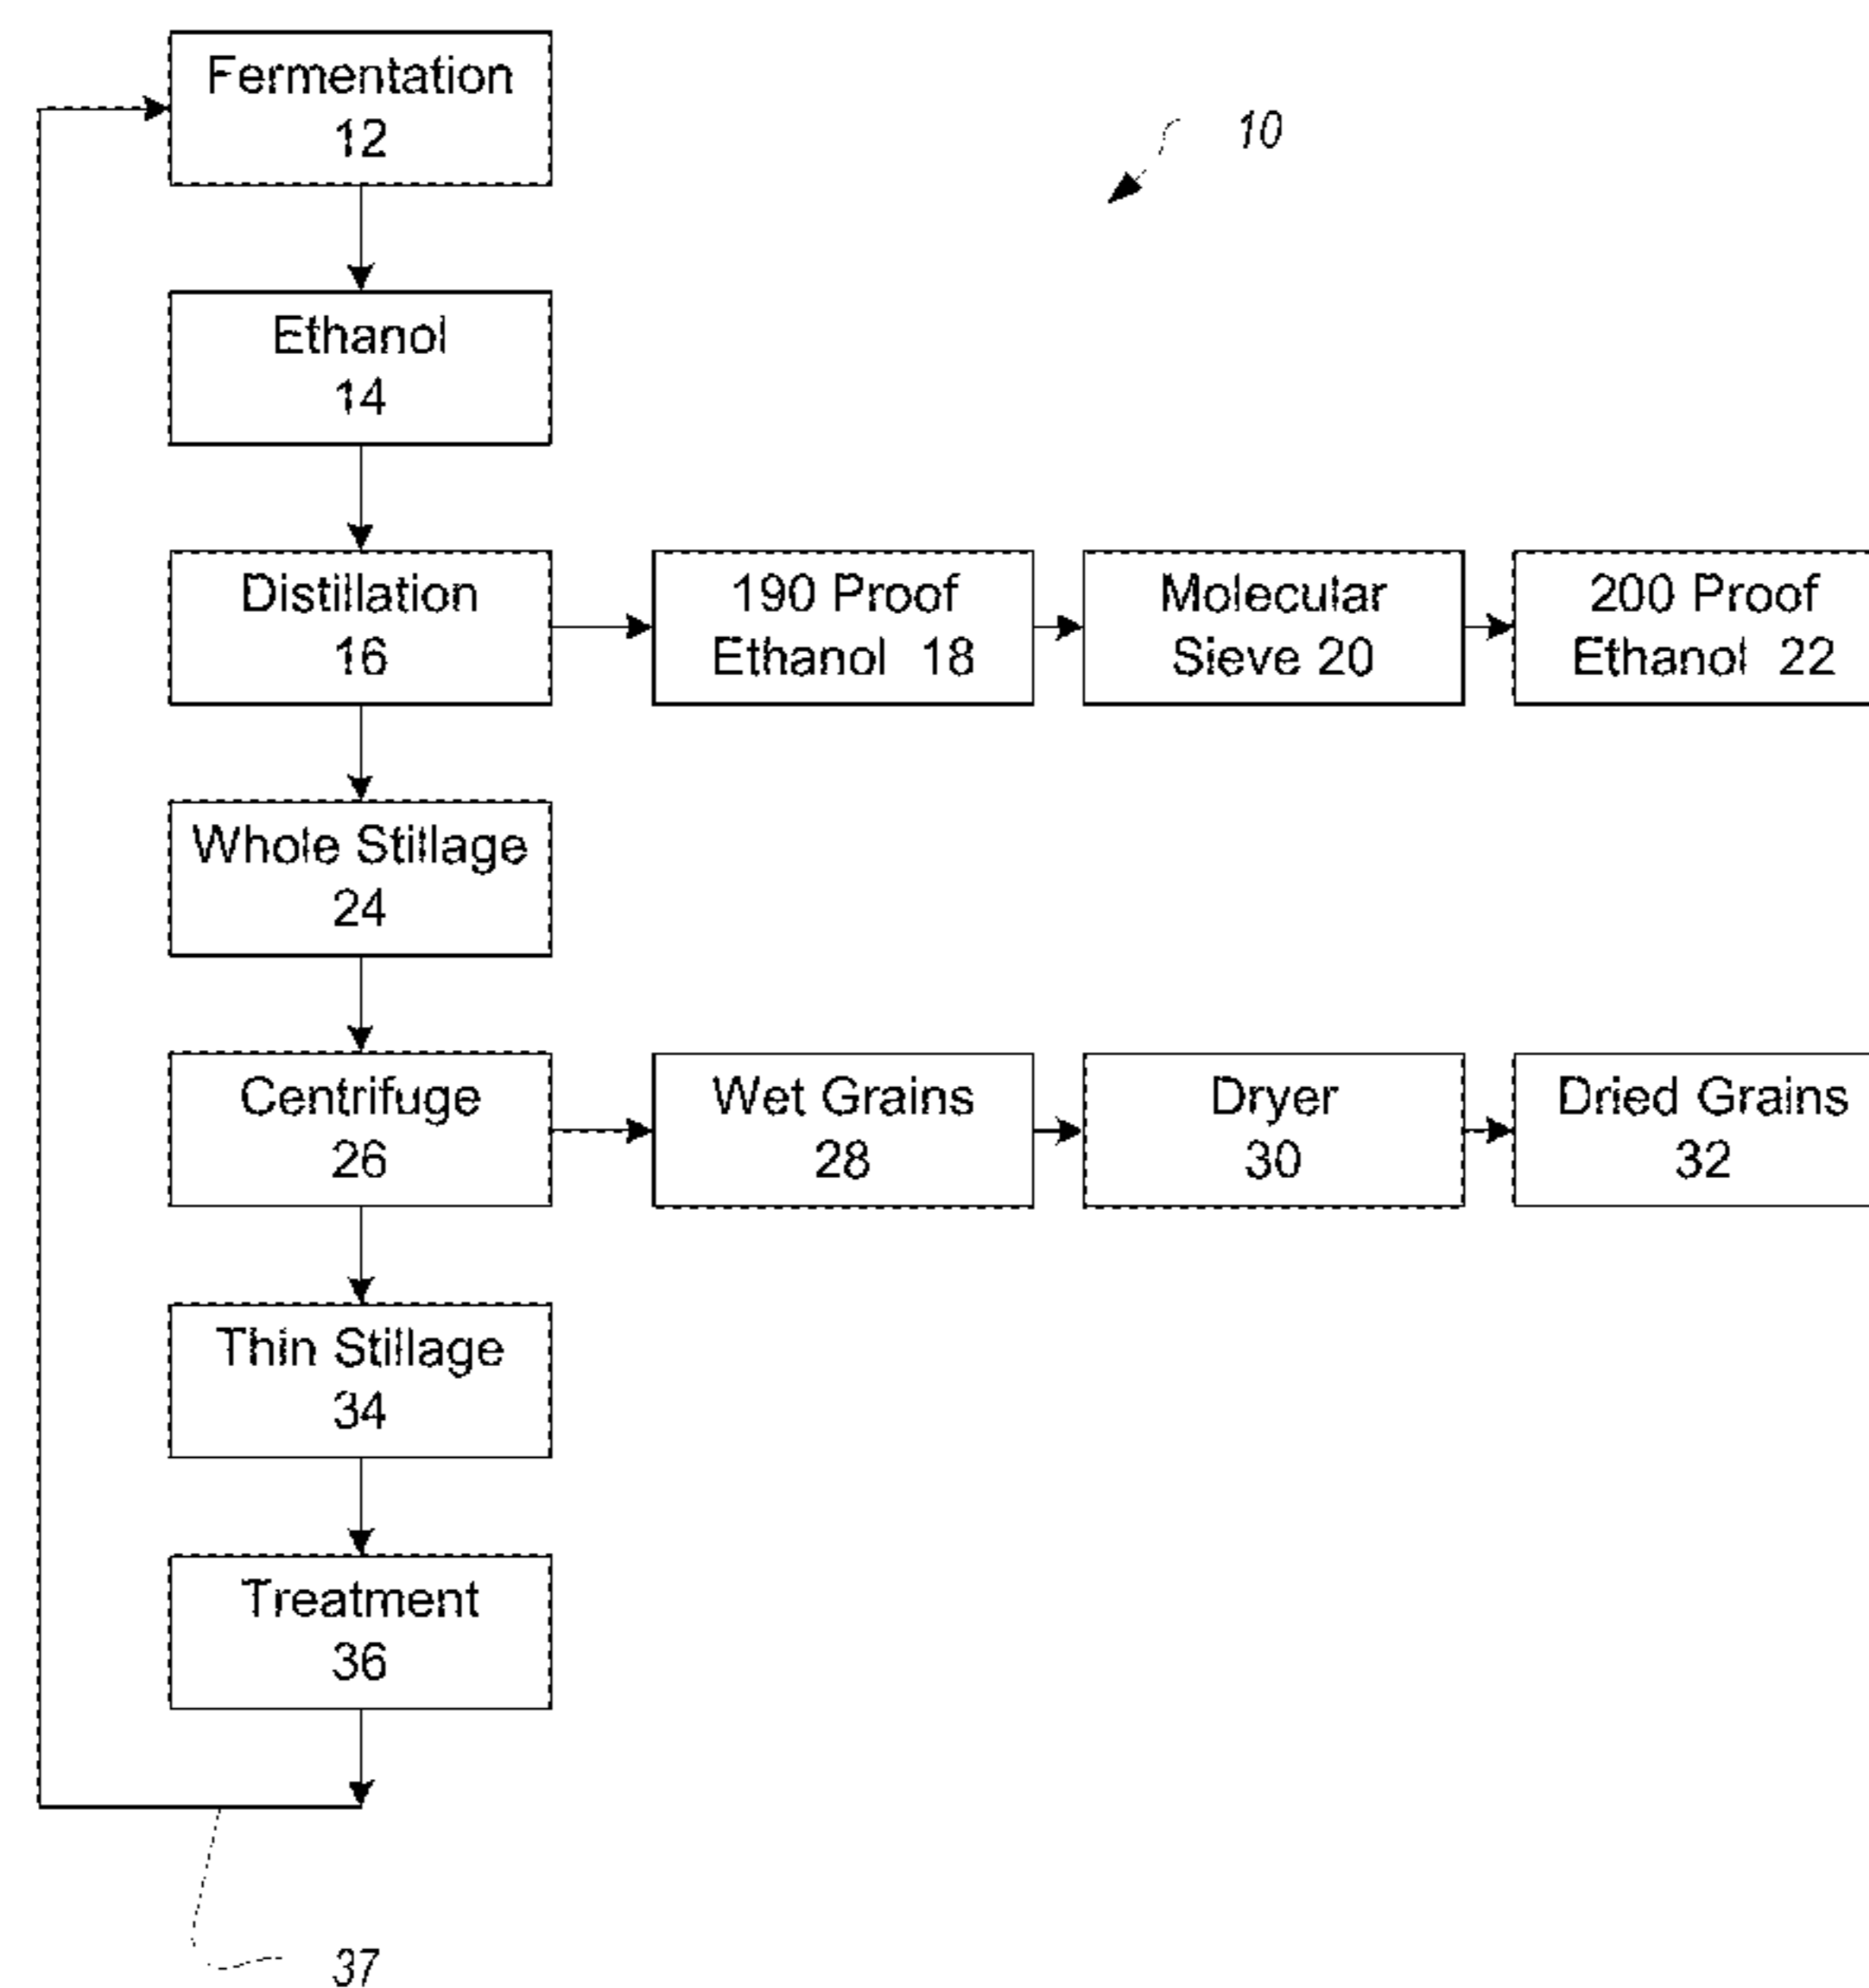 Fermentation
12
10
Ethanol
14
Distillation
16
190 Proof
Ethanol 18
Molecular
Sieve 20
200 Proof
Ethanol 22
Whole Stillage
24
Centrifuge
26
Wet Grains
28
Dryer
30
Dried Grains
32
Thin Stillage
34
Treatment
36
37